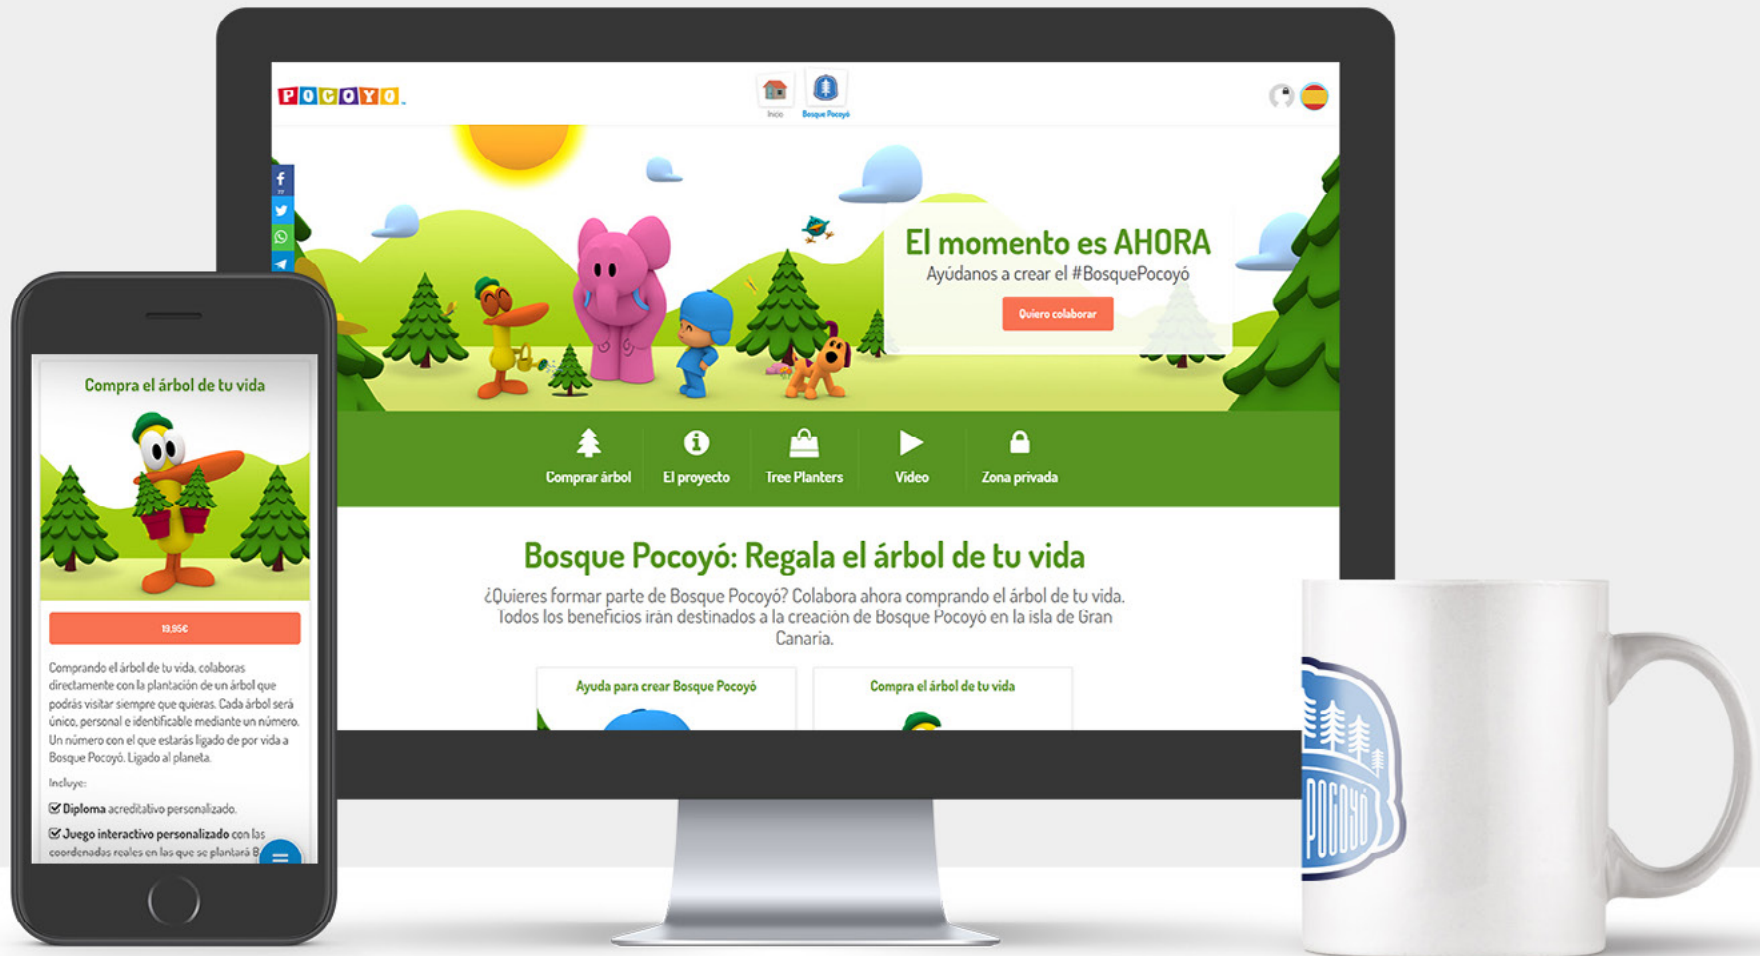 POCOYO
Inicio
Bosque Pocoyó
El momento es AHORA
Ayúdanos a crear el #BosquePocoyó
Quiero colaborar
Comprar árbol
El proyecto
Tree Planters
Video
Zona privada
Bosque Pocoyó: Regala el árbol de tu vida
¿Quieres formar parte de Bosque Pocoyó? Colabora ahora comprando el árbol de tu vida.
Todos los beneficios irán destinados a la creación de Bosque Pocoyó en la isla de Gran
Canaria.
Ayuda para crear Bosque Pocoyó
Compra el árbol de tu vida
Compra el árbol de tu vida
19,95€
Comprando el árbol de tu vida, colaboras
directamente con la plantación de un árbol que
podrás visitar siempre que quieras. Cada árbol será
único, personal e identificable mediante un número.
Un número con el que estarás ligado de por vida a
Bosque Pocoyó. Ligado al planeta.
Incluye:
Diploma acreditativo personalizado.
Juego interactivo personalizado con las
coordenadas reales en las que se plantará B
POCOYÓ